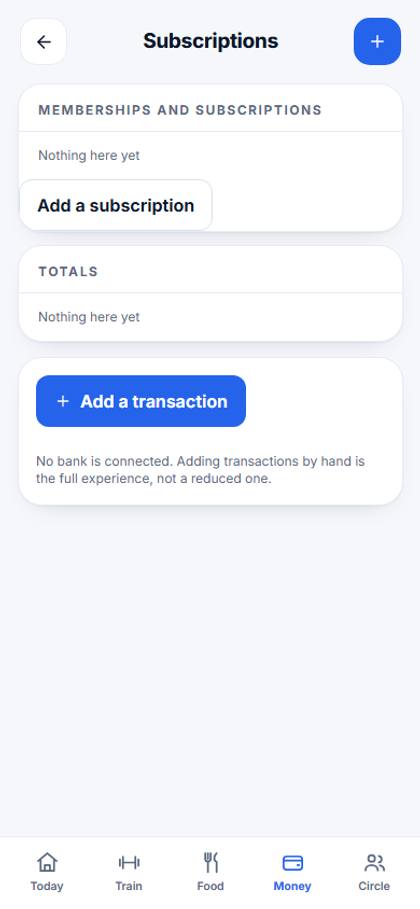 Subscriptions
MEMBERSHIPS AND SUBSCRIPTIONS
Nothing here yet
Add a subscription
TOTALS
Nothing here yet
+ Add a transaction
No bank is connected. Adding transactions by hand is
the full experience, not a reduced one.
Today Train Food Money Circle